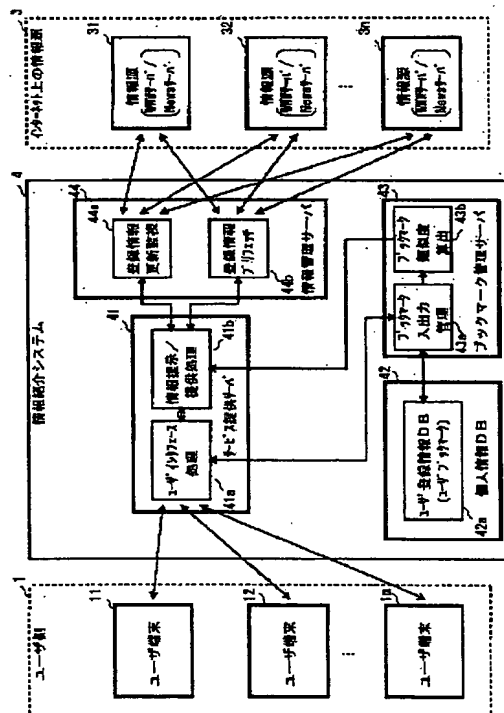 3
インターネット上の情報源
31
情報源
WWWサーバ/
Newsサーバ
32
情報源
WWWサーバ/
Newsサーバ
…
3n
情報源
WWWサーバ/
Newsサーバ
4
情報紹介システム
44
44a
登録情報
更新監視
登録情報
プリフェッチ
44b
情報管理サーバ
41
情報提示/
提供処理
41b
ユーザインタフェース
処理
41a
サービス提供サーバ
43
ブックマーク
類似度
算出
43b
ブックマーク
入出力
管理
43a
ブックマーク管理サーバ
42
ユーザ登録情報DB
(ユーザブックマーク)
42a
個人情報DB
1
ユーザ側
11
ユーザ端末
12
ユーザ端末
…
1n
ユーザ端末